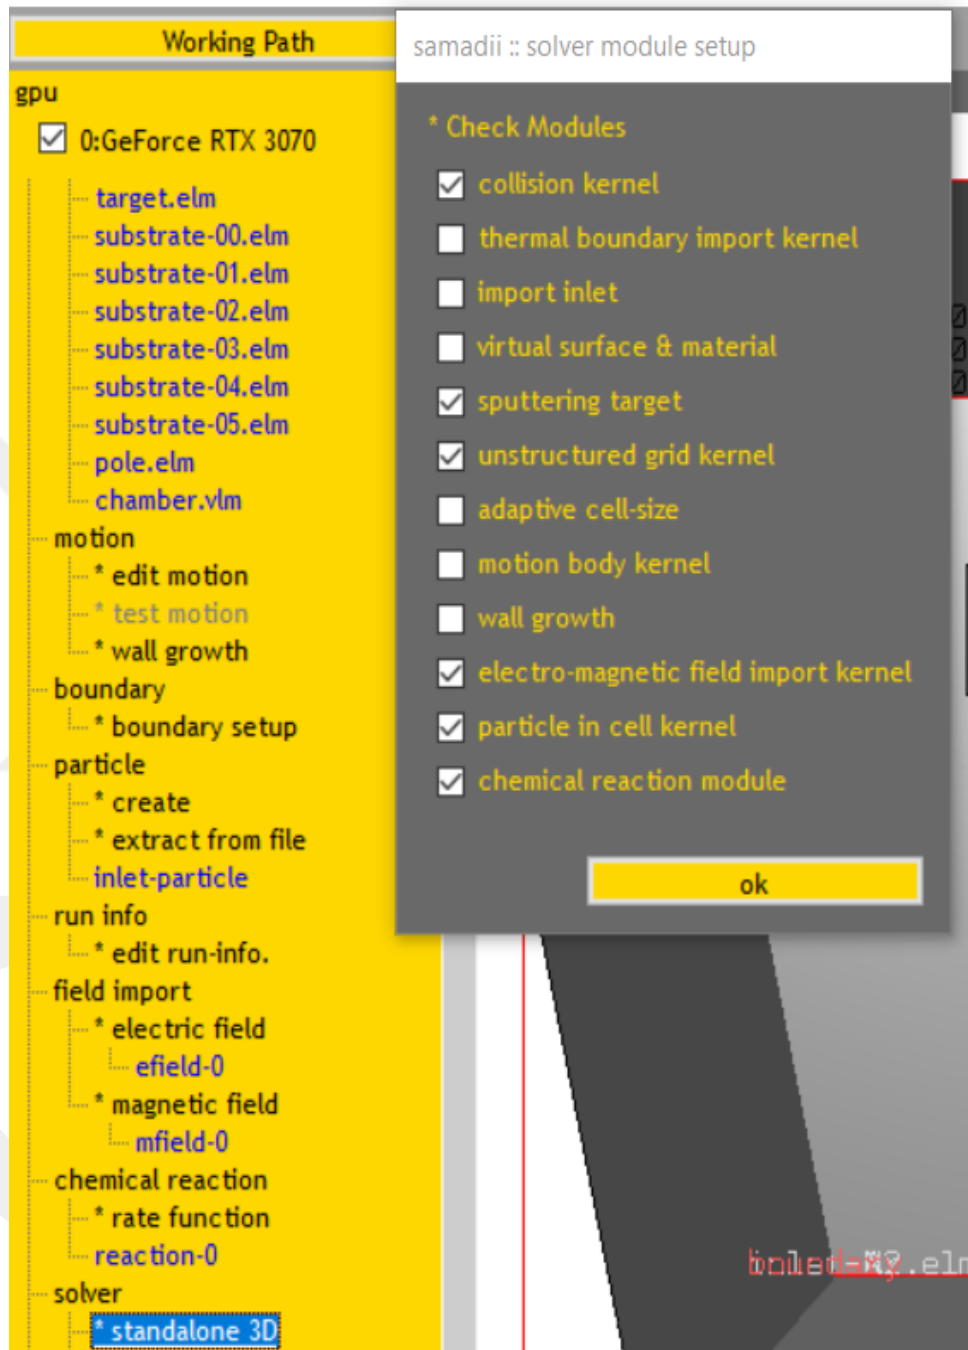 Working Path
gpu
0:GeForce RTX 3070
target.elm
substrate-00.elm
substrate-01.elm
substrate-02.elm
substrate-03.elm
substrate-04.elm
substrate-05.elm
pole.elm
chamber.vlm
motion
* edit motion
* test motion
* wall growth
boundary
* boundary setup
particle
* create
* extract from file
inlet-particle
run info
* edit run-info.
field import
* electric field
efield-0
* magnetic field
mfield-0
chemical reaction
* rate function
reaction-0
solver
* standalone 3D
samadii :: solver module setup
* Check Modules
collision kernel
thermal boundary import kernel
import inlet
virtual surface & material
sputtering target
unstructured grid kernel
adaptive cell-size
motion body kernel
wall growth
electro-magnetic field import kernel
particle in cell kernel
chemical reaction module
ok
0
0
0
boundary